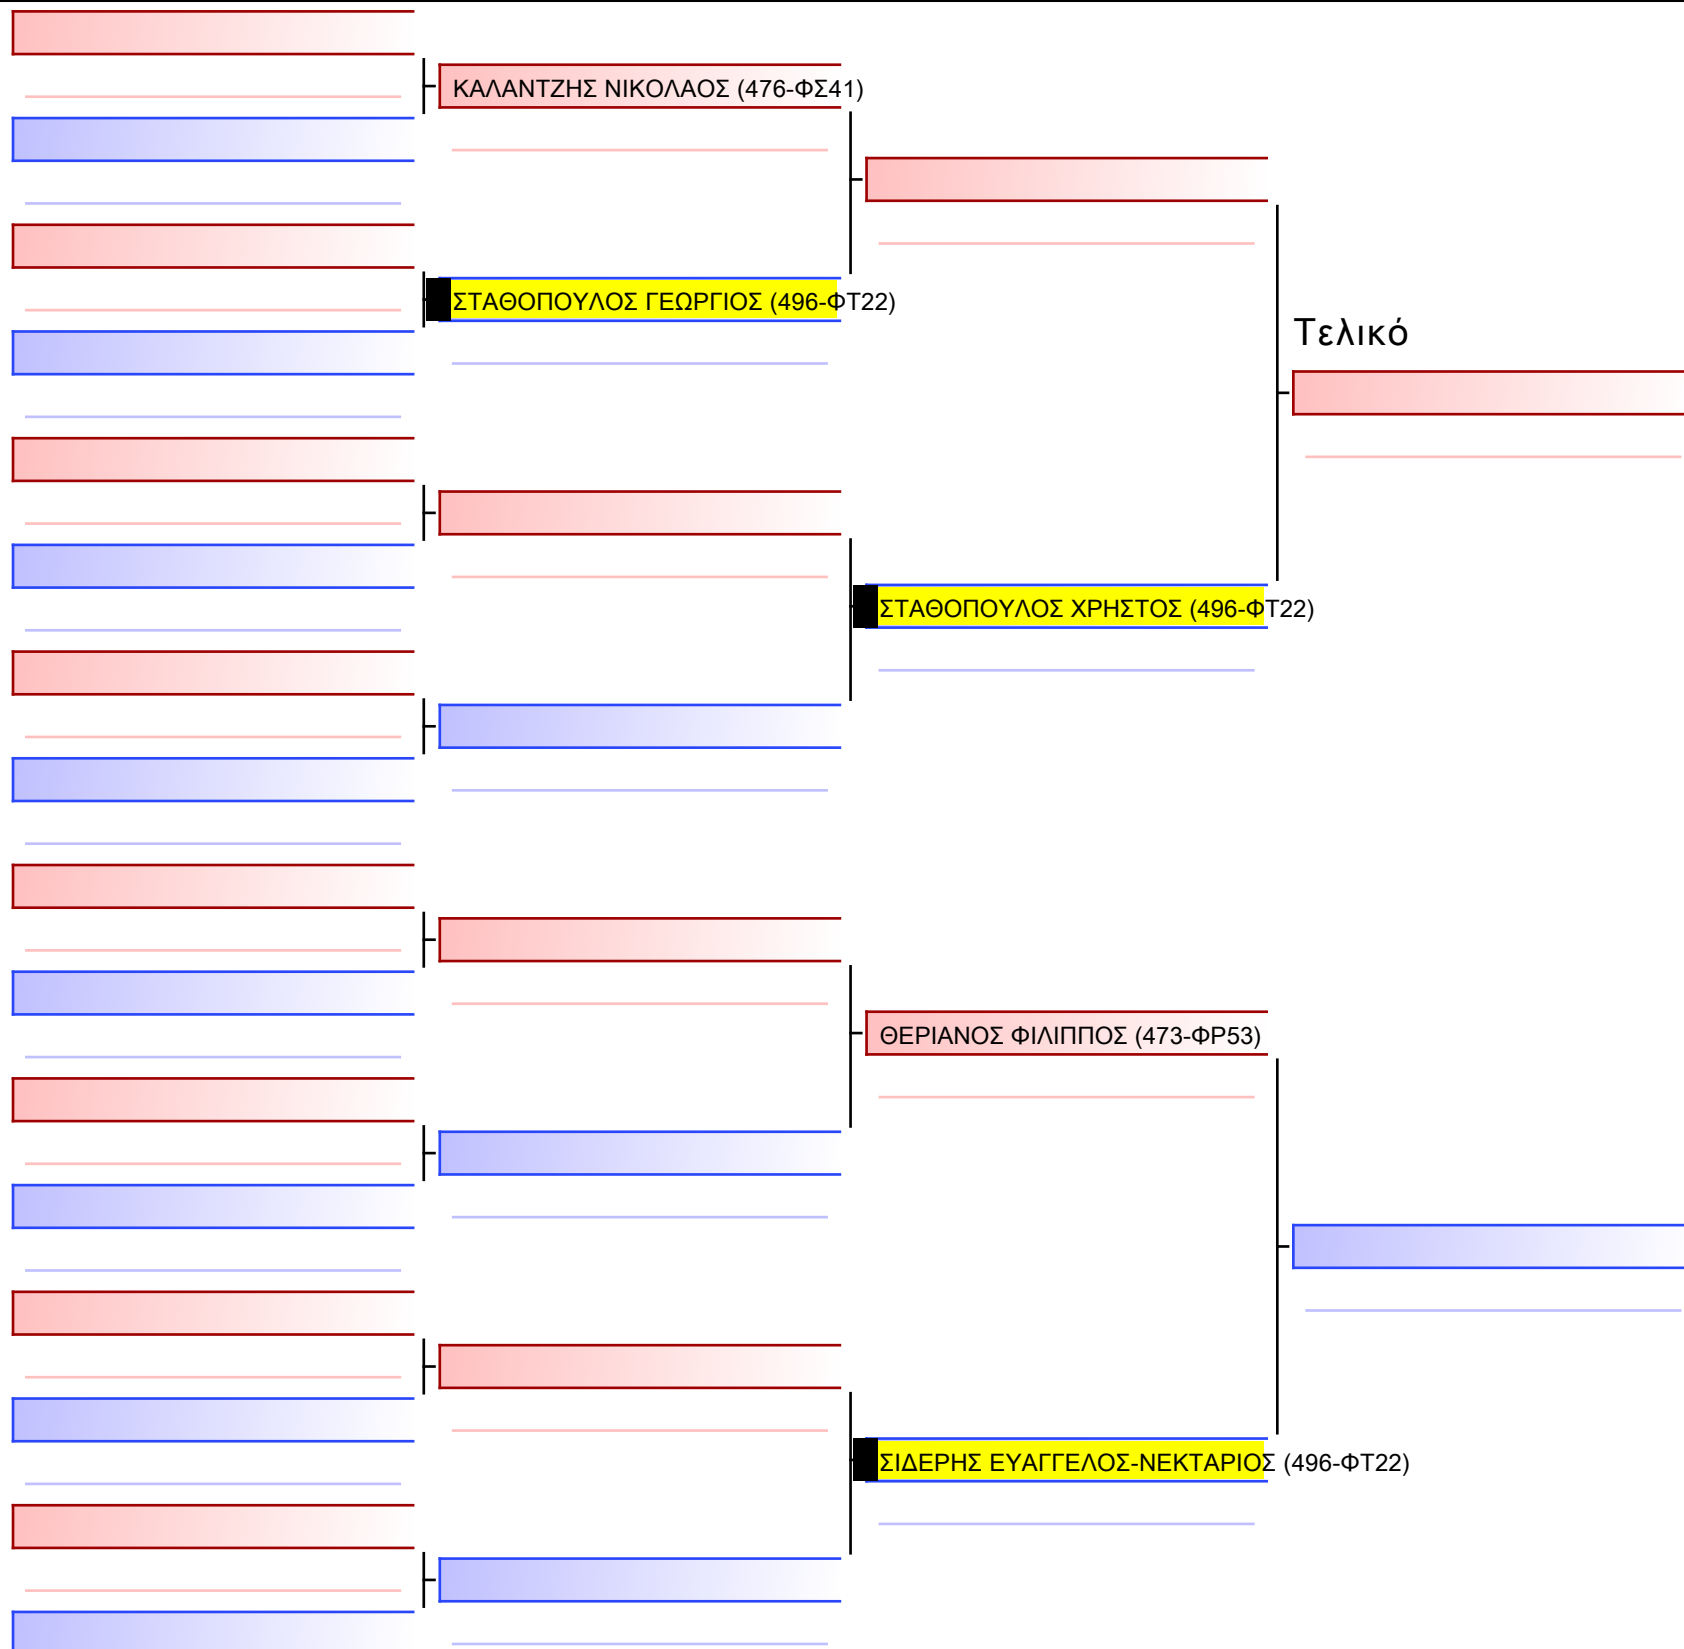 ΚΑΛΑΝΤΖΗΣ ΝΙΚΟΛΑΟΣ (476-ΦΣ41)
ΣΤΑΘΟΠΟΥΛΟΣ ΓΕΩΡΓΙΟΣ (496-ΦΤ22)
Τελικό
ΣΤΑΘΟΠΟΥΛΟΣ ΧΡΗΣΤΟΣ (496-ΦΤ22)
ΘΕΡΙΑΝΟΣ ΦΙΛΙΠΠΟΣ (473-ΦΡ53)
ΣΙΔΕΡΗΣ ΕΥΑΓΓΕΛΟΣ-ΝΕΚΤΑΡΙΟΣ (496-ΦΤ22)